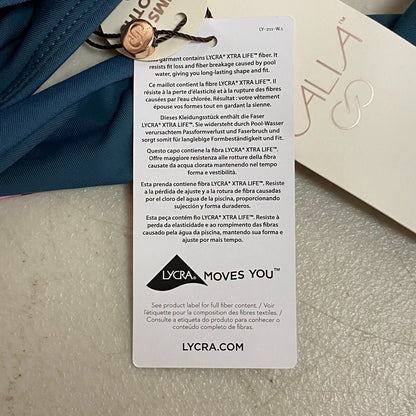 LY-211-W.1
garment contains LYCRA® XTRA LIFE™ fiber. It
resists fit loss and fiber breakage caused by pool
water, giving you long-lasting shape and fit.
Ce maillot contient la fibre LYCRA® XTRA LIFE™. Il
résiste à la perte d'élasticité et à la rupture des fibres
causées par l'eau chlorée. Résultat : votre vêtement
épouse vos formes tout en gardant la sienne.
Dieses Kleidungsstück enthält die Faser
LYCRA® XTRA LIFE™. Sie widersteht durch Pool-Wasser
verursachtem Passformverlust und Faserbruch und
sorgt somit für langlebige Formbeständigkeit und Fit.
Questo capo contiene la fibra LYCRA® XTRA LIFE™.
Offre maggiore resistenza alle rotture della fibra
causate da acqua clorata mantenendo nel tempo
forma e vestibilità.
Esta prenda contiene fibra LYCRA® XTRA LIFE™. Resiste
a la pérdida de ajuste y a la rotura de fibras causadas
por el cloro del agua de la piscina, proporcionando
sujección y forma duraderos.
Esta peça contém fio LYCRA® XTRA LIFE™. Resiste à
perda da elasticidade e ao rompimento das fibras
causado pela água da piscina, mantendo sua forma e
ajuste por mais tempo.
LYCRA® MOVES YOU™
See product label for full fiber content. / Voir
l'étiquette pour la composition des fibres textiles. /
Consulte a etiqueta do produto para conhecer o
conteúdo completo de fibras.
LYCRA.COM
ALLA